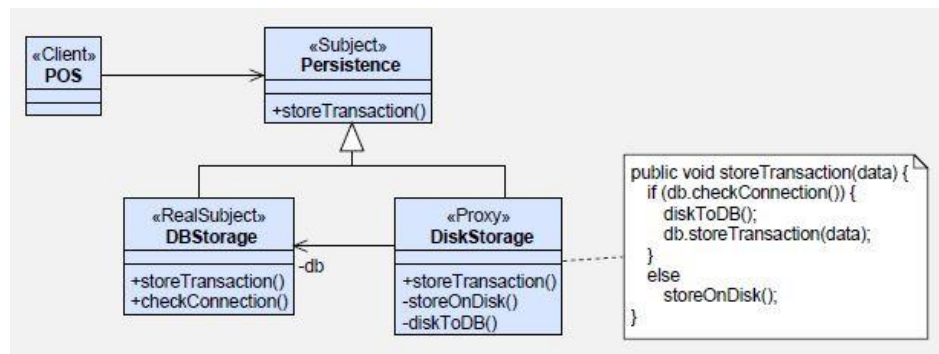 «Client»
POS
«Subject»
Persistence
+storeTransaction()
«RealSubject»
DBStorage
+storeTransaction()
+checkConnection()
-db
«Proxy»
DiskStorage
+storeTransaction()
-storeOnDisk()
-diskToDB()
public void storeTransaction(data) {
if (db.checkConnection()) {
diskToDB();
db.storeTransaction(data);
}
else
storeOnDisk();
}